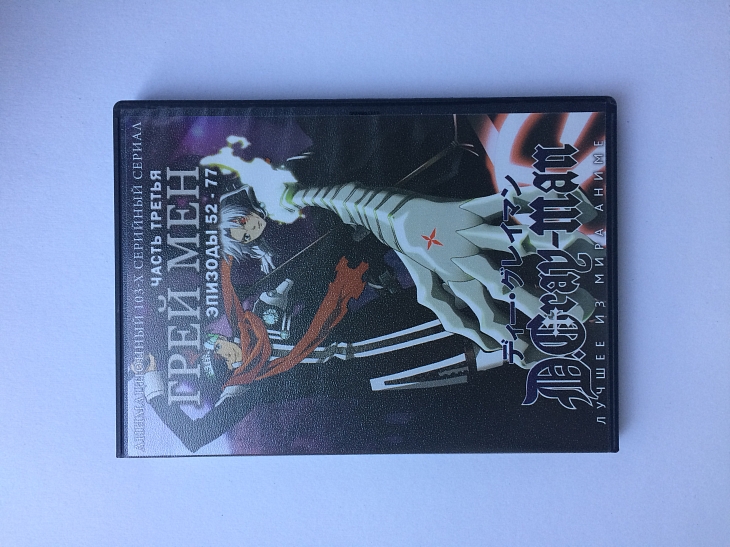 АНИМАЦИОННЫЙ 103-Х СЕРИЙНЫЙ СЕРИАЛ
ЧАСТЬ ТРЕТЬЯ
ГРЕЙ МЕН
ЭПИЗОДЫ 52 - 77
ディー・グレイマン
D.Gray-Man
ЛУЧШЕЕ ИЗ МИРА АНИМЕ